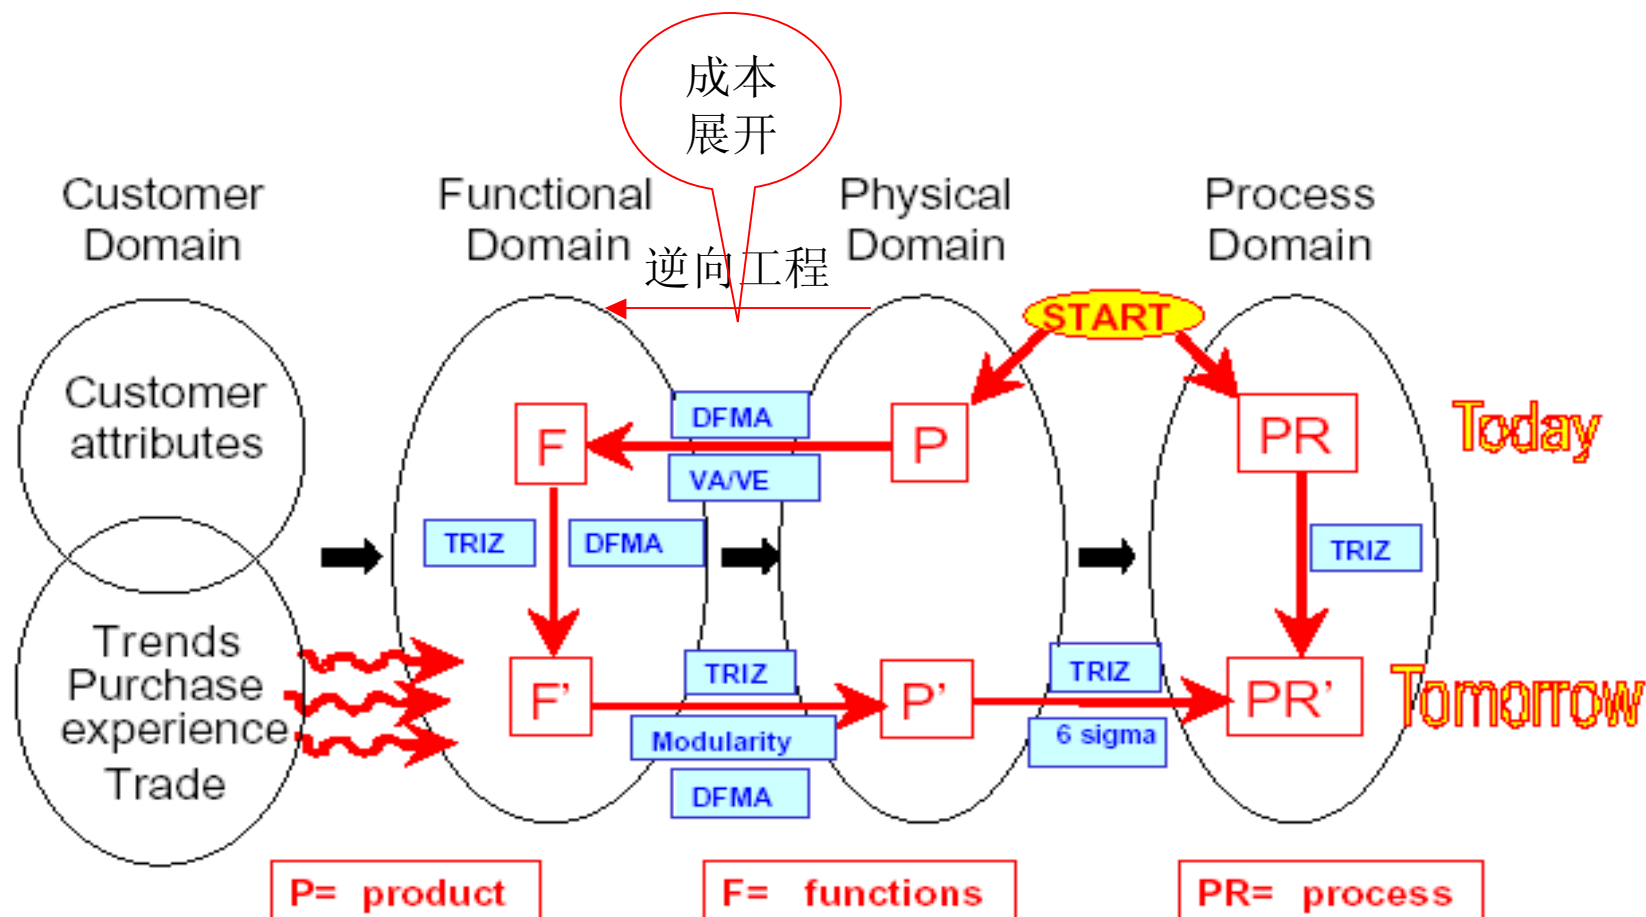 成本
展开
Customer
Domain
Functional
Domain
Physical
Domain
Process
Domain
逆向工程
START
Customer
attributes
DFMA
F
P
PR
Today
VA/VE
TRIZ
DFMA
TRIZ
Trends
Purchase
experience
Trade
TRIZ
TRIZ
F'
P'
PR'
Tomorrow
Modularity
6 sigma
DFMA
P= product
F= functions
PR= process